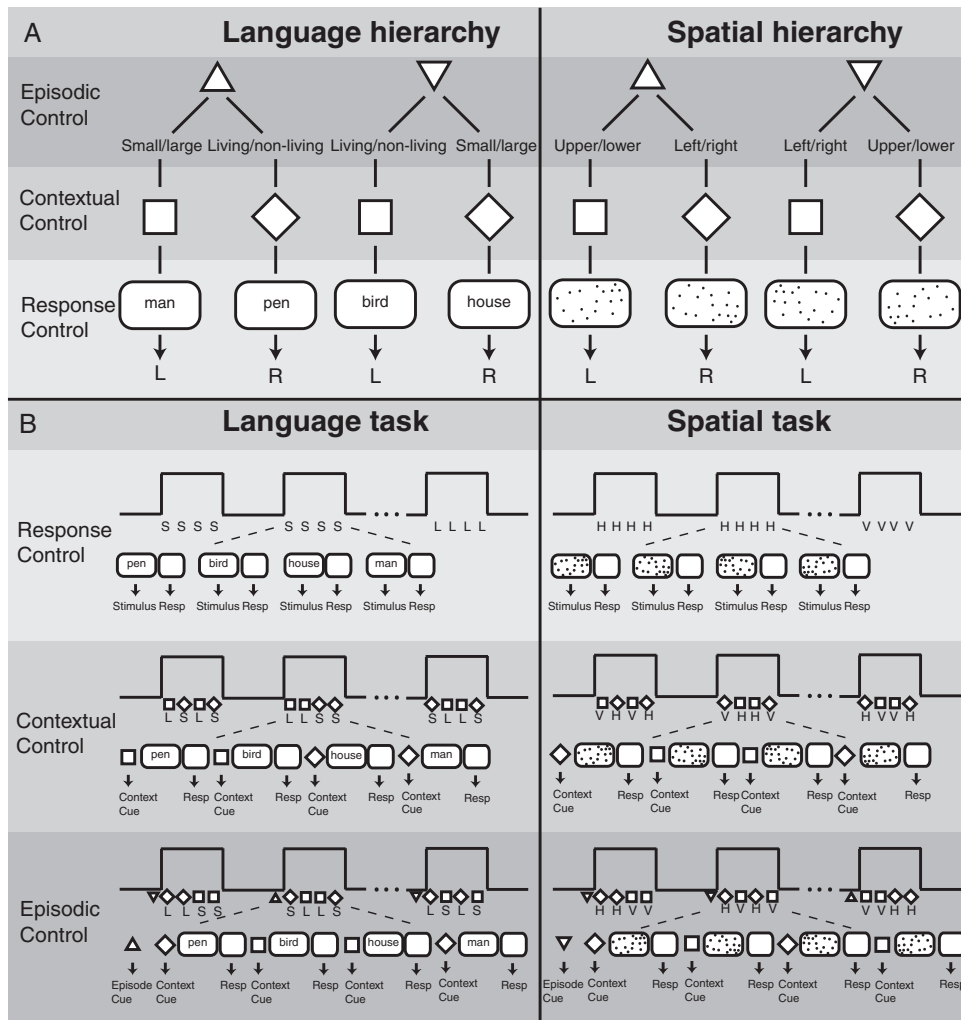 A
Language hierarchy
Spatial hierarchy
Episodic
Control
Small/large Living/non-living Living/non-living Small/large
Upper/lower Left/right Left/right Upper/lower
Contextual
Control
Response
Control
man pen bird house
L R L R
L R L R
B
Language task
Spatial task
Response
Control
S S S S S S S S L L L L
H H H H H H H H V V V V
pen bird house man
Stimulus Resp Stimulus Resp Stimulus Resp Stimulus Resp
Stimulus Resp Stimulus Resp Stimulus Resp Stimulus Resp
Contextual
Control
L S L S L L S S S L L S
V H V H V H H V H V V H
pen bird house man
Context Resp Context Resp Context Resp Context Resp
Cue Cue Cue Cue
Context Resp Context Resp Context Resp Context Resp
Cue Cue Cue Cue
Episodic
Control
L L S S S L L S L S L S
H H V V H V H V V V H H
pen bird house man
Episode Context Resp Context Resp Context Resp Context Resp
Cue Cue Cue Cue Cue
Episode Context Resp Context Resp Context Resp Context Resp
Cue Cue Cue Cue Cue